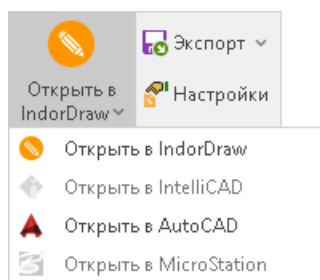 Экспорт
Открыть в
IndorDraw
Настройки
Открыть в IndorDraw
Открыть в IntelliCAD
Открыть в AutoCAD
Открыть в MicroStation